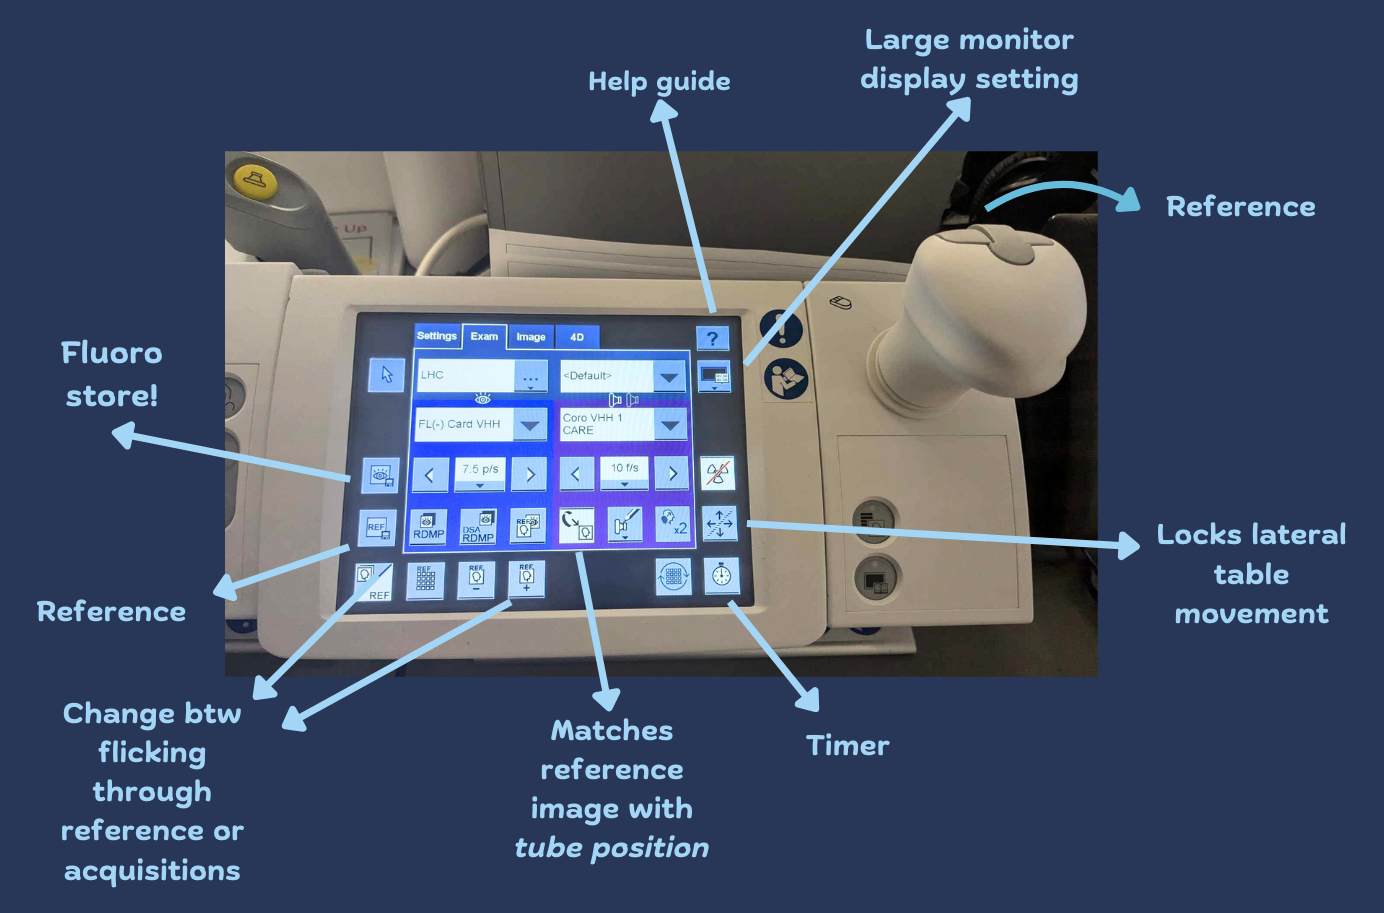 Large monitor
display setting
Help guide
Reference
Up
Settings
Exam
Image
4D
?
LHC
...
<Default>
FL(-) Card VHH
Coro VHH 1
CARE
Fluoro
store!
7.5 p/s
10 f/s
REF
RDMP
DSA
RDMP
REF
x2
Locks lateral
table
movement
Reference
REF
REF
REF
-
REF
+
Change btw
flicking
through
reference or
acquisitions
Matches
reference
image with
tube position
Timer